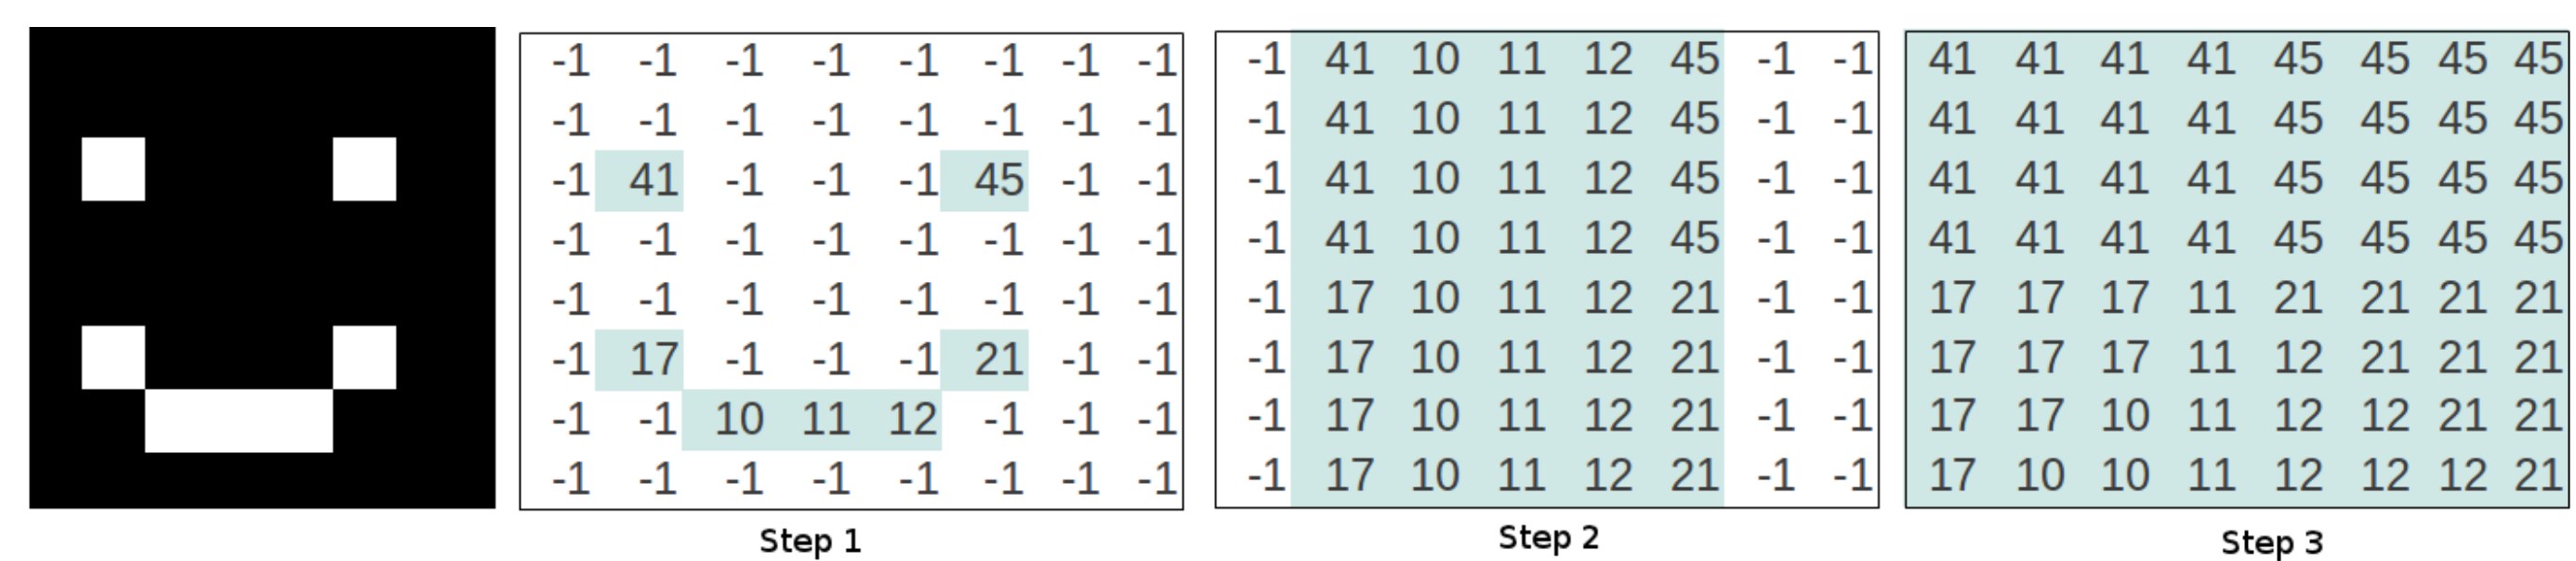 -1 -1 -1 -1 -1 -1 -1 -1
-1 -1 -1 -1 -1 -1 -1 -1
-1 41 -1 -1 -1 45 -1 -1
-1 -1 -1 -1 -1 -1 -1 -1
-1 -1 -1 -1 -1 -1 -1 -1
-1 17 -1 -1 -1 21 -1 -1
-1 -1 10 11 12 -1 -1 -1
-1 -1 -1 -1 -1 -1 -1 -1
Step 1
-1 41 10 11 12 45 -1 -1
-1 41 10 11 12 45 -1 -1
-1 41 10 11 12 45 -1 -1
-1 41 10 11 12 45 -1 -1
-1 17 10 11 12 21 -1 -1
-1 17 10 11 12 21 -1 -1
-1 17 10 11 12 21 -1 -1
-1 17 10 11 12 21 -1 -1
Step 2
41 41 41 41 45 45 45 45
41 41 41 41 45 45 45 45
41 41 41 41 45 45 45 45
41 41 41 41 45 45 45 45
17 17 17 11 21 21 21 21
17 17 17 11 12 21 21 21
17 17 10 11 12 12 21 21
17 10 10 11 12 12 12 21
Step 3